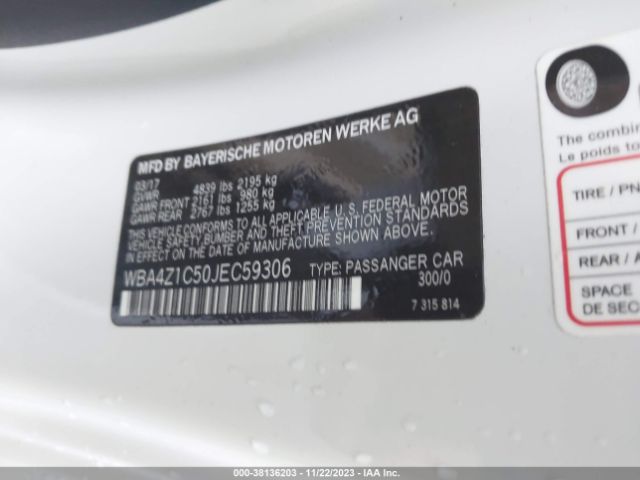 MFD BY BAYERISCHE MOTOREN WERKE AG
03/17
GVWR 4839 lbs 2195 kg
GAWR FRONT 2161 lbs 980 kg
GAWR REAR 2767 lbs 1255 kg
THIS VEHICLE CONFORMS TO ALL APPLICABLE U.S. FEDERAL MOTOR
VEHICLE SAFETY, BUMPER AND THEFT PREVENTION STANDARDS
IN EFFECT ON THE DATE OF MANUFACTURE SHOWN ABOVE.
WBA4Z1C50JEC59306 TYPE: PASSENGER CAR
300/0
7 315 814
The combin
Le poids to
TIRE / PN
FRONT /
REAR / A
SPACE
DE SEC
WBA - 38136203 - 11/22/2023 - IAA Inc.